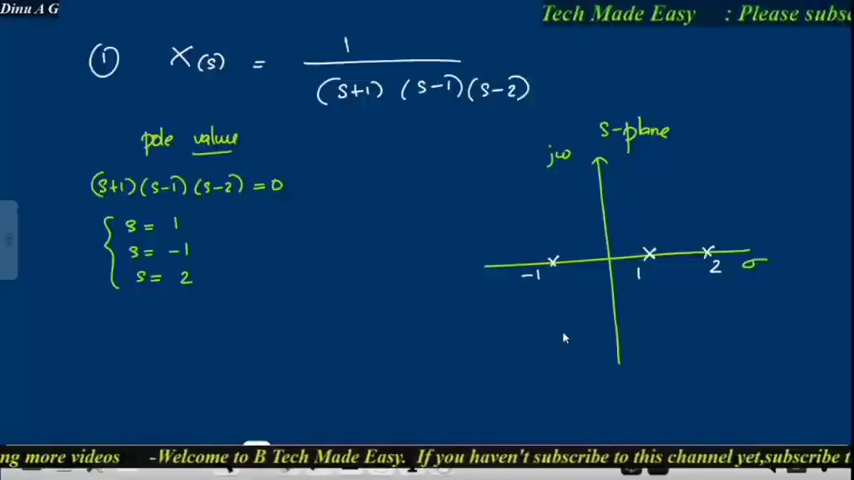 Dinu A G
Tech Made Easy : Please subs
① X(s) = 1 / (s+1) (s-1)(s-2)
pole value
(s+1)(s-1)(s-2) = 0
s = 1
s = -1
s = 2
s-plane
jω
-1 1 2 σ
ng more videos -Welcome to B Tech Made Easy. If you haven't subscribe to this channel yet,subscribe t